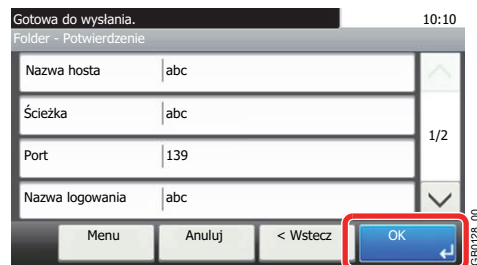 Gotowa do wysłania. 10:10
Folder - Potwierdzenie
Nazwa hosta abc
Ścieżka abc
1/2
Port 139
Nazwa logowania abc
Menu Anuluj < Wstecz OK
GB0128_00